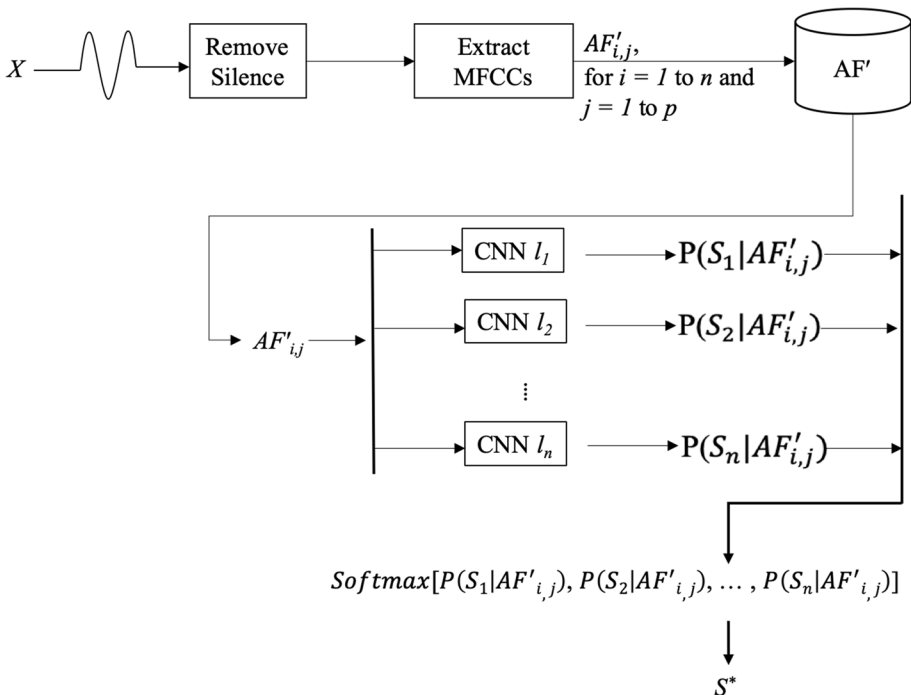 X
Remove
Silence
Extract
MFCCs
AF′i,j,
for i = 1 to n and
j = 1 to p
AF′
AF′i,j
CNN l1
P(S1|AF′i,j)
CNN l2
P(S2|AF′i,j)
⋮
CNN ln
P(Sn|AF′i,j)
Softmax[P(S1|AF′i,j), P(S2|AF′i,j), … , P(Sn|AF′i,j)]
S*